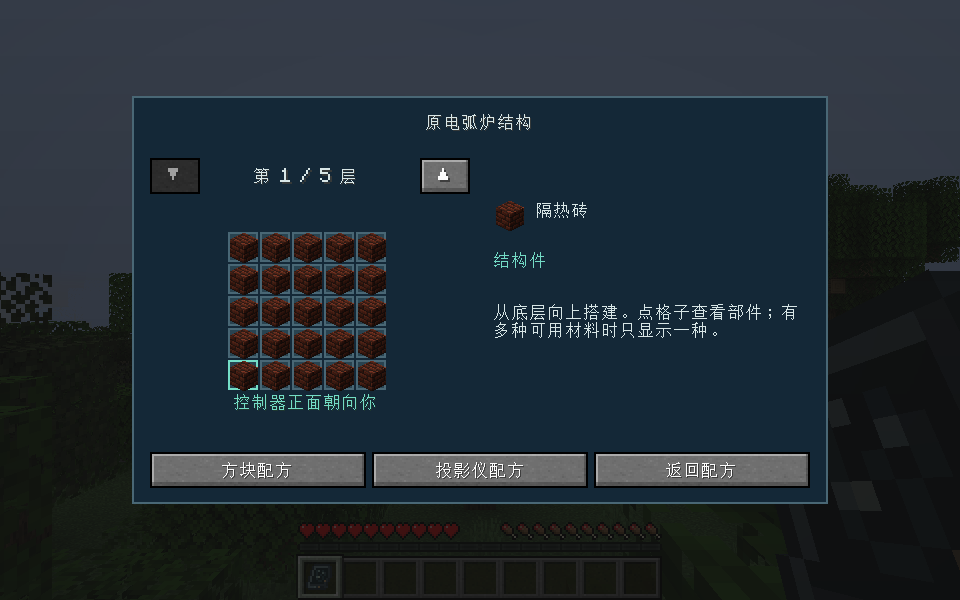 原电弧炉结构
第 1 / 5 层
隔热砖
结构件
从底层向上搭建。点格子查看部件；有
多种可用材料时只显示一种。
控制器正面朝向你
方块配方
投影仪配方
返回配方